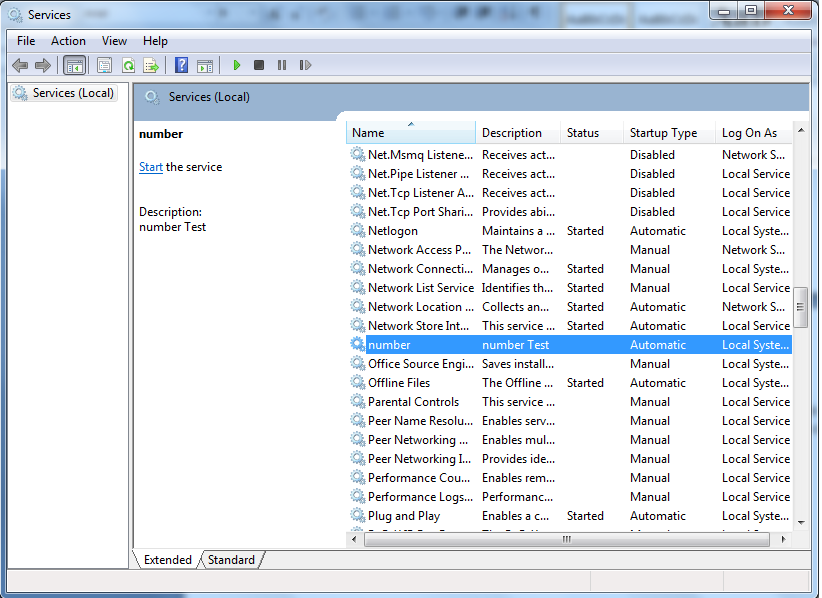 Services
File Action View Help
Services (Local)
Services (Local)
number
Start the service
Description:
number Test
Name Description Status Startup Type Log On As
Net.Msmq Listene... Receives act... Disabled Network S...
Net.Pipe Listener ... Receives act... Disabled Local Service
Net.Tcp Listener A... Receives act... Disabled Local Service
Net.Tcp Port Shari... Provides abi... Disabled Local Service
Netlogon Maintains a ... Started Automatic Local Syste...
Network Access P... The Networ... Manual Network S...
Network Connecti... Manages o... Started Manual Local Syste...
Network List Service Identifies th... Started Manual Local Service
Network Location ... Collects an... Started Automatic Network S...
Network Store Int... This service ... Started Automatic Local Service
number number Test Automatic Local Syste...
Office Source Engi... Saves install... Manual Local Syste...
Offline Files The Offline ... Started Automatic Local Syste...
Parental Controls This service ... Manual Local Service
Peer Name Resolu... Enables serv... Manual Local Service
Peer Networking ... Enables mul... Manual Local Service
Peer Networking I... Provides ide... Manual Local Service
Performance Cou... Enables rem... Manual Local Service
Performance Logs... Performanc... Manual Local Service
Plug and Play Enables a c... Started Automatic Local Syste...
Extended Standard